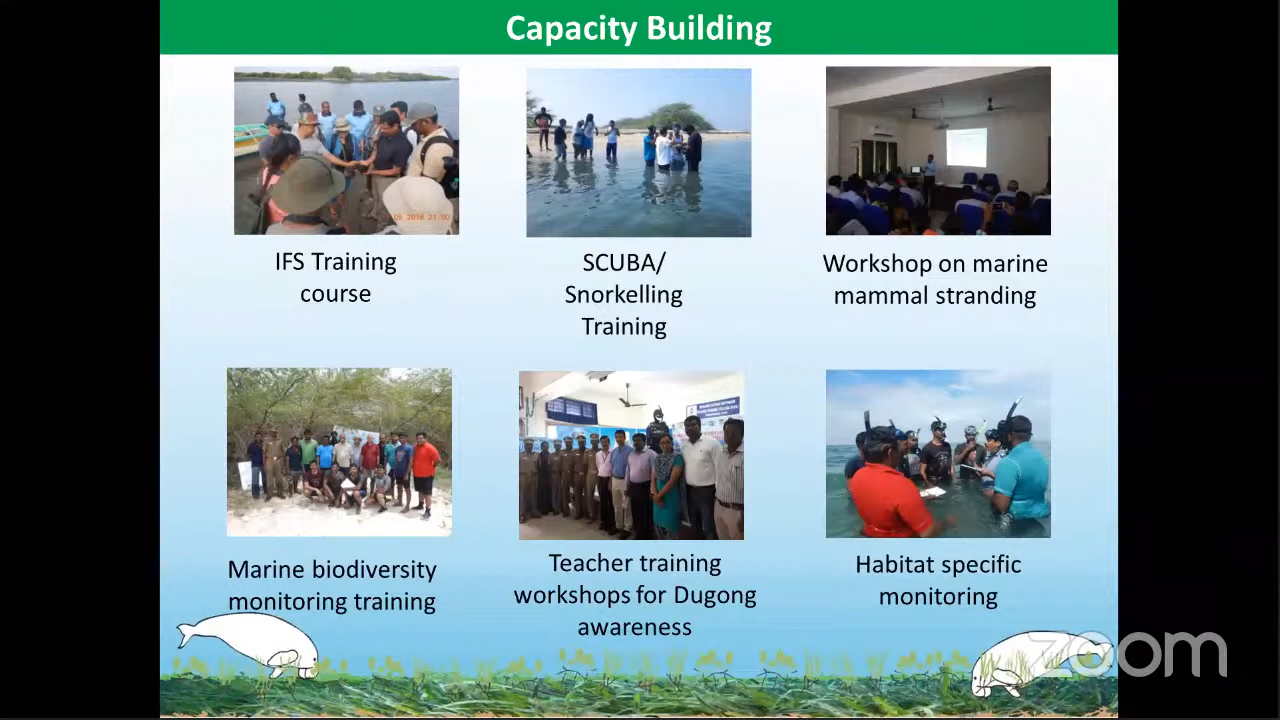 Capacity Building
IFS Training
course
SCUBA/
Snorkelling
Training
Workshop on marine
mammal stranding
Marine biodiversity
monitoring training
Teacher training
workshops for Dugong
awareness
Habitat specific
monitoring
zoom